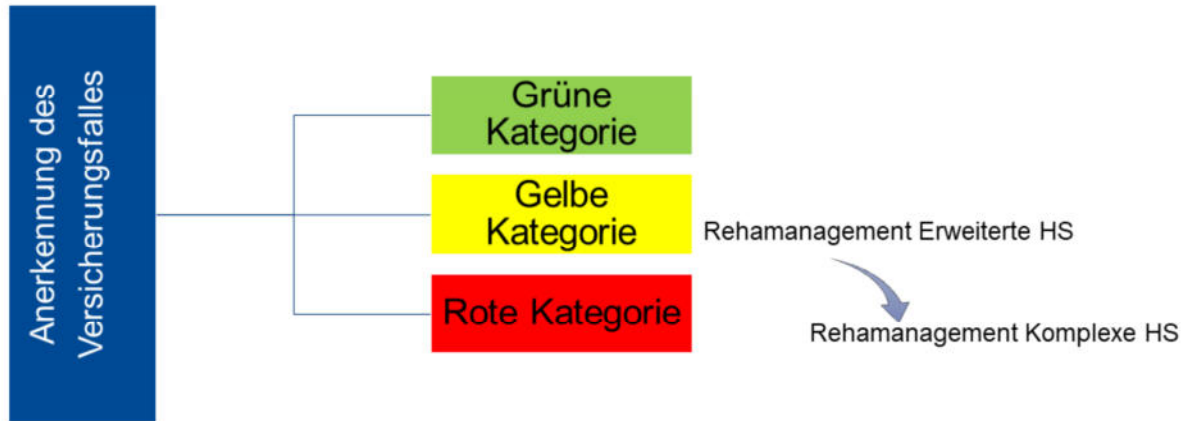 Anerkennung des
Versicherungsfalles
Grüne
Kategorie
Gelbe
Kategorie
Rote Kategorie
Rehamanagement Erweiterte HS
Rehamanagement Komplexe HS